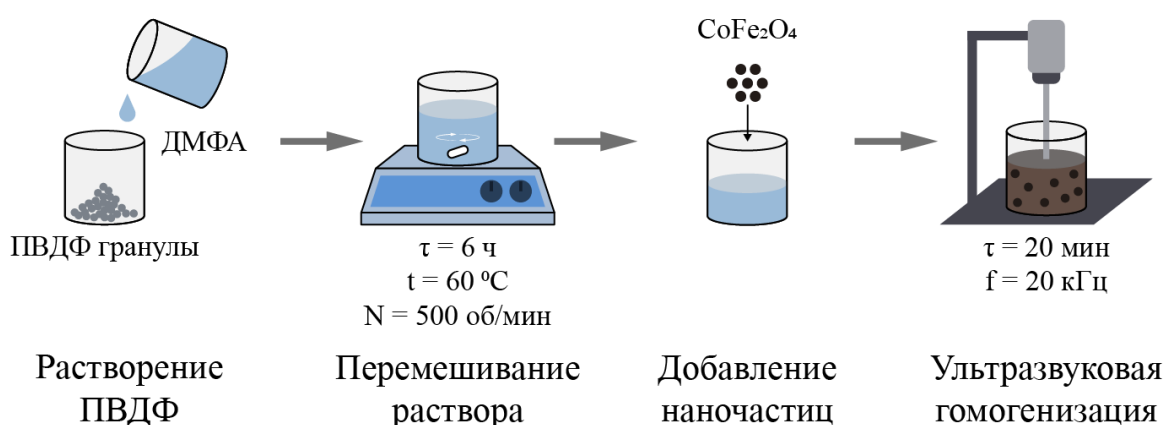 CoFe₂O₄
ДМФА
ПВДФ гранулы
τ = 6 ч
t = 60 ⁰C
N = 500 об/мин
τ = 20 мин
f = 20 кГц
Растворение
ПВДФ
Перемешивание
раствора
Добавление
наночастиц
Ультразвуковая
гомогенизация